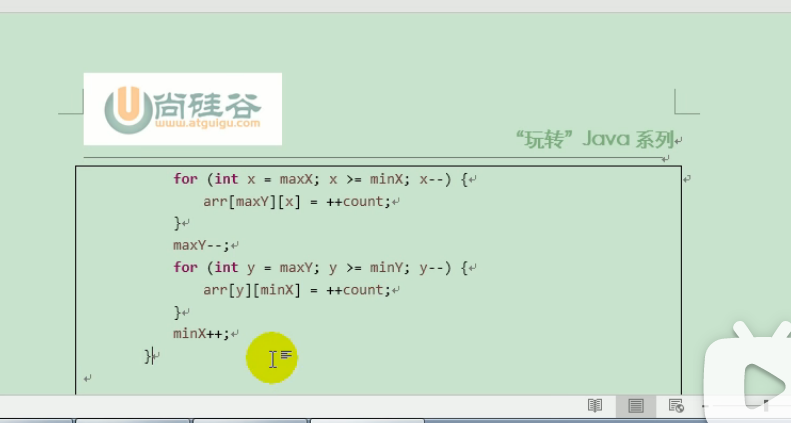 尚硅谷
www.atguigu.com
“玩转”Java 系列
for (int x = maxX; x >= minX; x--) {
arr[maxY][x] = ++count;
}
maxY--;
for (int y = maxY; y >= minY; y--) {
arr[y][minX] = ++count;
}
minX++;
}